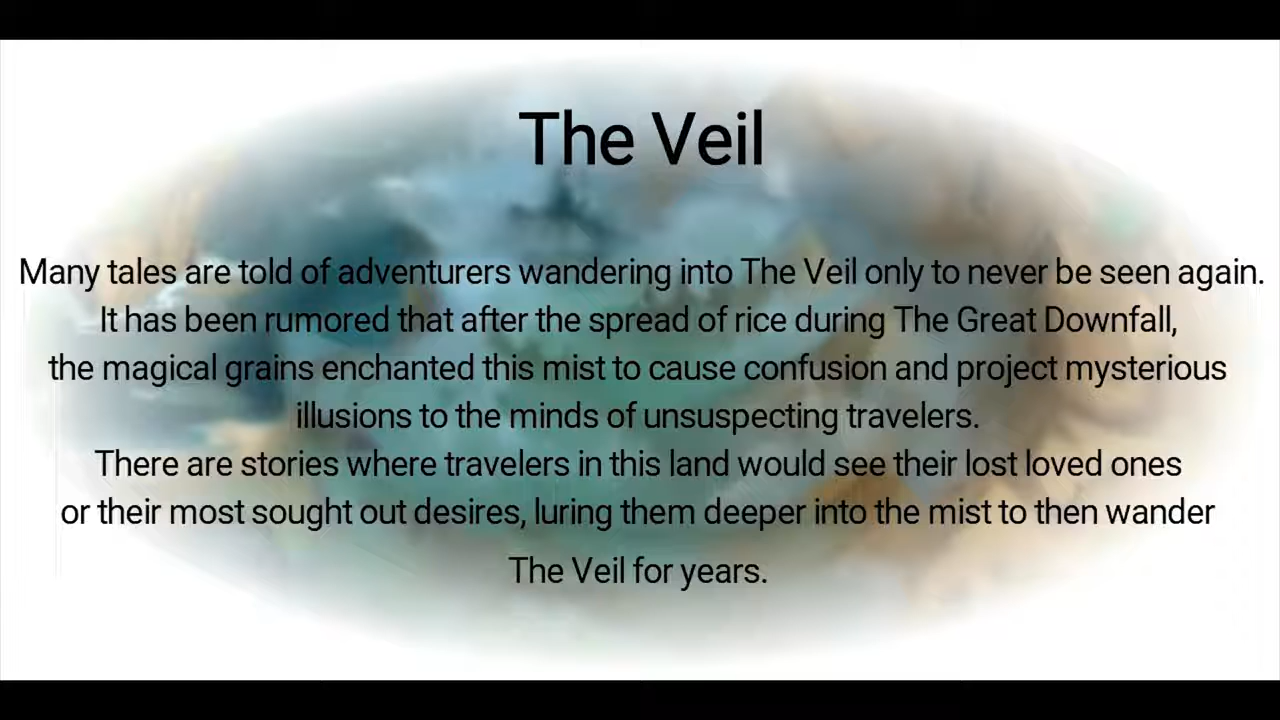 The Veil
Many tales are told of adventurers wandering into The Veil only to never be seen again.
It has been rumored that after the spread of rice during The Great Downfall,
the magical grains enchanted this mist to cause confusion and project mysterious
illusions to the minds of unsuspecting travelers.
There are stories where travelers in this land would see their lost loved ones
or their most sought out desires, luring them deeper into the mist to then wander
The Veil for years.